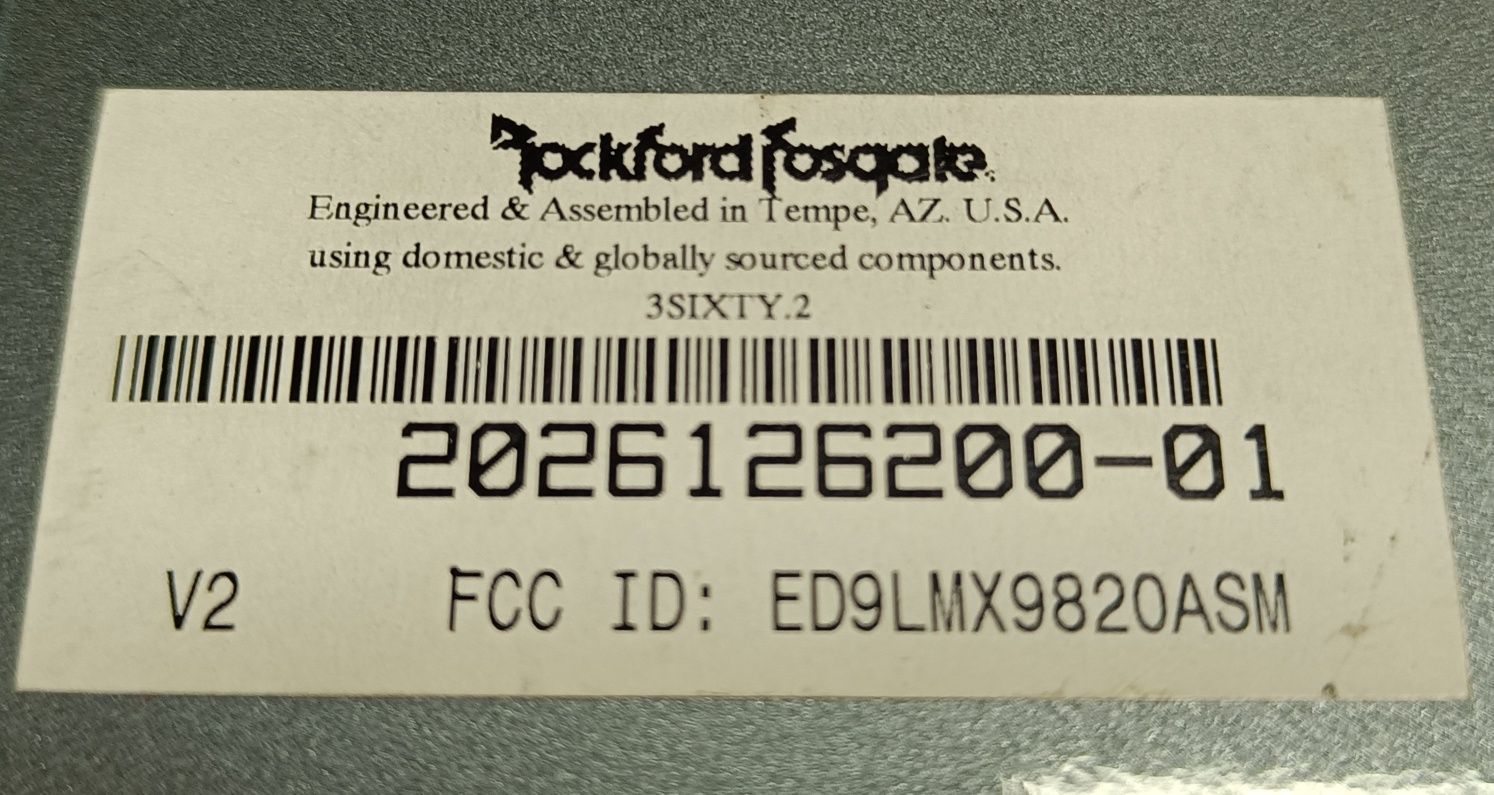 Rockford Fosgate
Engineered & Assembled in Tempe, AZ. U.S.A.
using domestic & globally sourced components.
3SIXTY.2
2026126200-01
V2 FCC ID: ED9LMX9820ASM